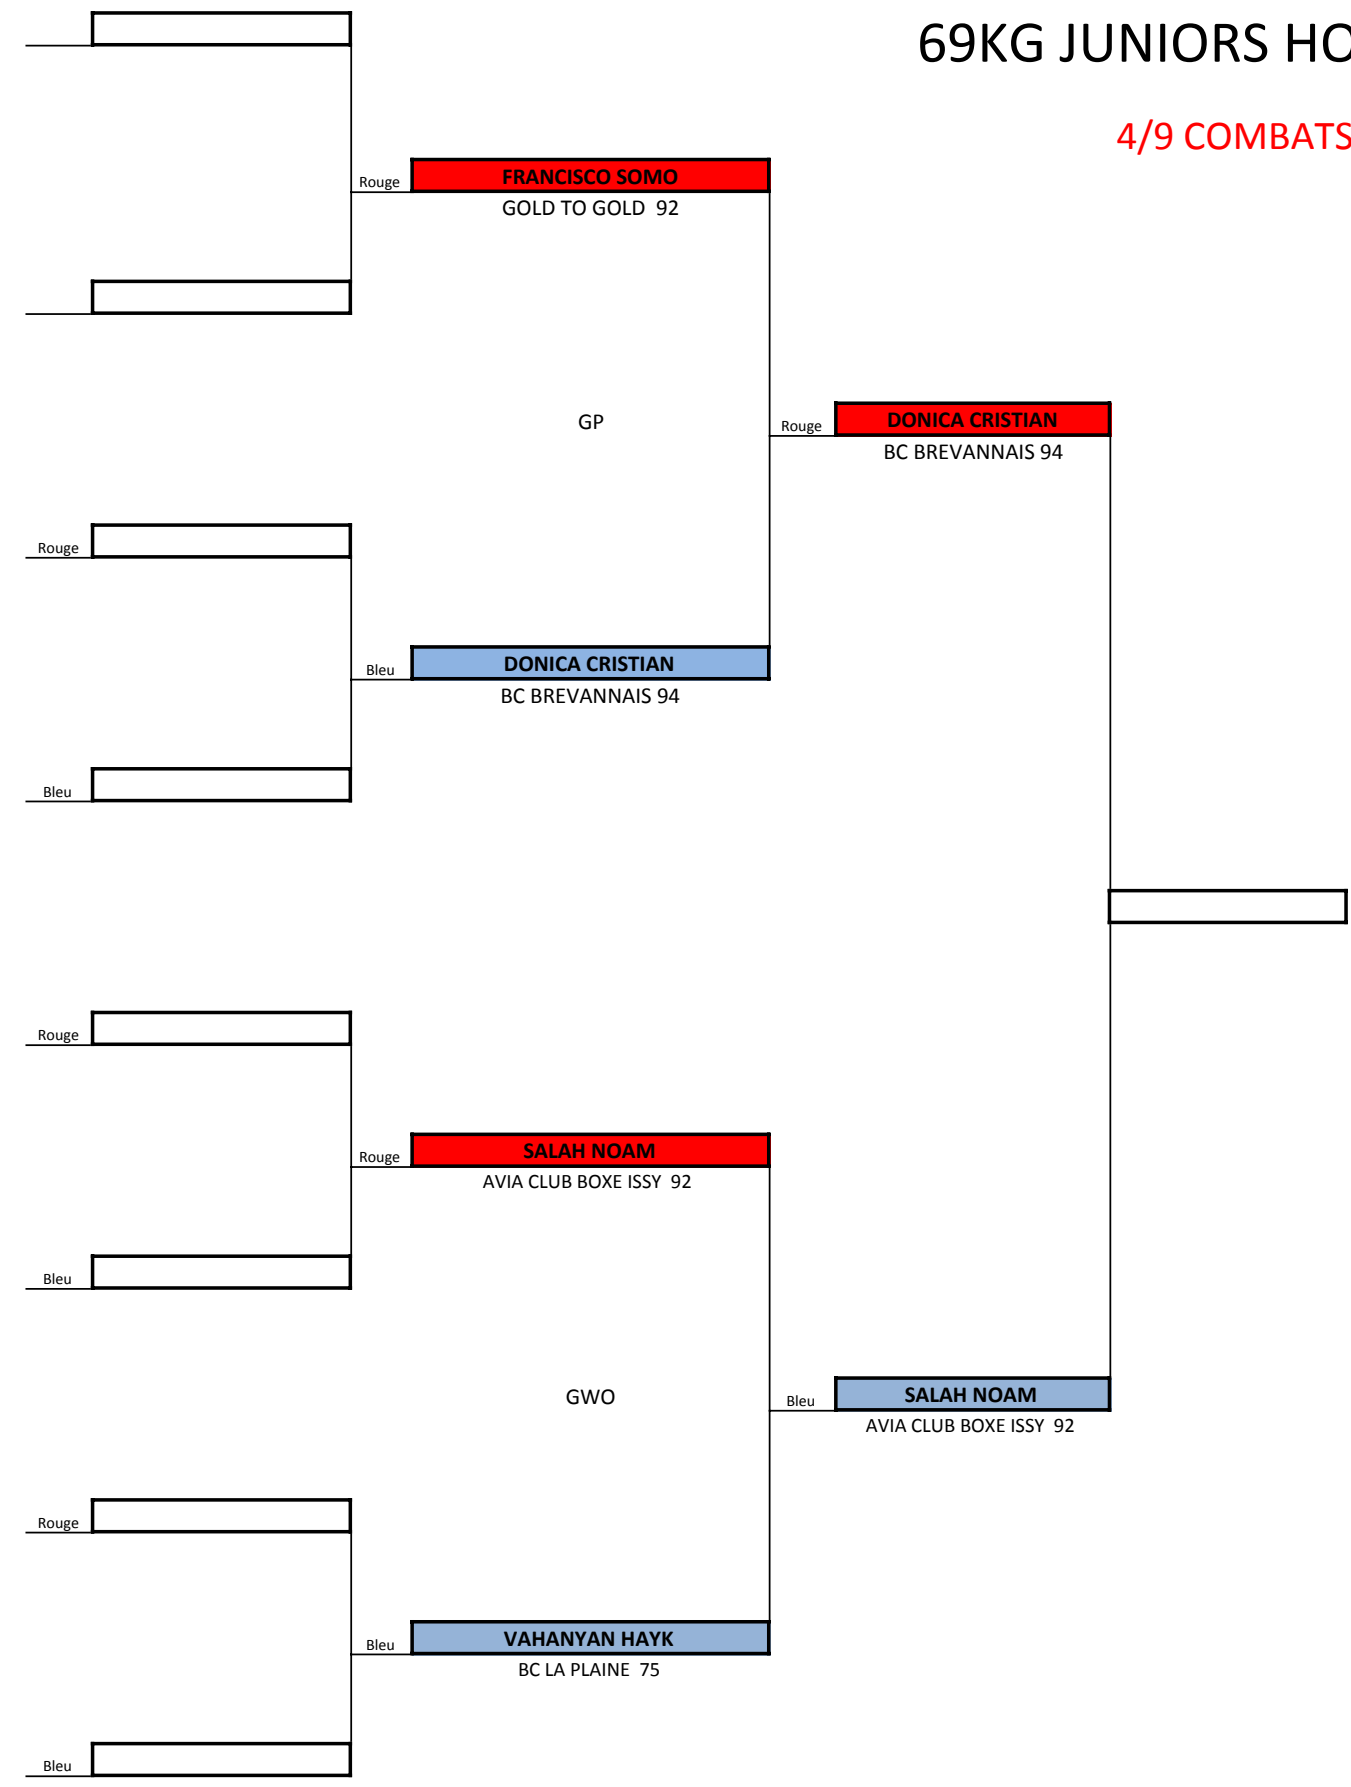 69KG JUNIORS HO
4/9 COMBATS
Rouge
FRANCISCO SOMO
GOLD TO GOLD  92
GP
Rouge
DONICA CRISTIAN
BC BREVANNAIS 94
Rouge
Bleu
DONICA CRISTIAN
BC BREVANNAIS 94
Bleu
Rouge
Rouge
SALAH NOAM
AVIA CLUB BOXE ISSY  92
Bleu
GWO
Bleu
SALAH NOAM
AVIA CLUB BOXE ISSY  92
Rouge
Bleu
VAHANYAN HAYK
BC LA PLAINE  75
Bleu